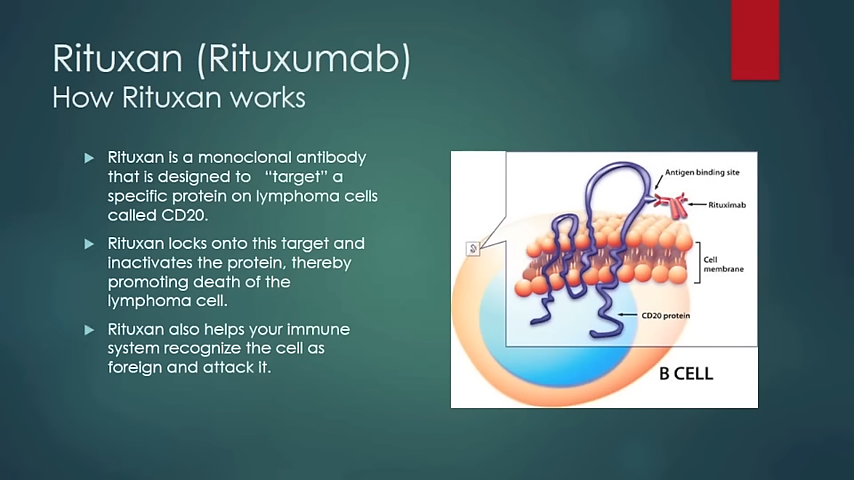 Rituxan (Rituxumab)
How Rituxan works
Rituxan is a monoclonal antibody
that is designed to "target" a
specific protein on lymphoma cells
called CD20.
Rituxan locks onto this target and
inactivates the protein, thereby
promoting death of the
lymphoma cell.
Rituxan also helps your immune
system recognize the cell as
foreign and attack it.
Antigen binding site
Rituximab
Cell
membrane
CD20 protein
B CELL